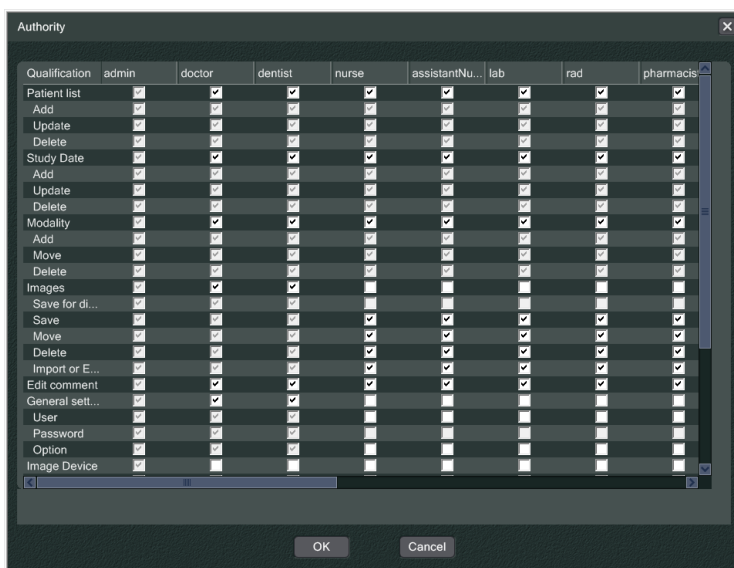 Authority
Qualification admin doctor dentist nurse assistantNu... lab rad pharmacis
Patient list
Add
Update
Delete
Study Date
Add
Update
Delete
Modality
Add
Move
Delete
Images
Save for di...
Save
Move
Delete
Import or E...
Edit comment
General sett...
User
Password
Option
Image Device
OK Cancel